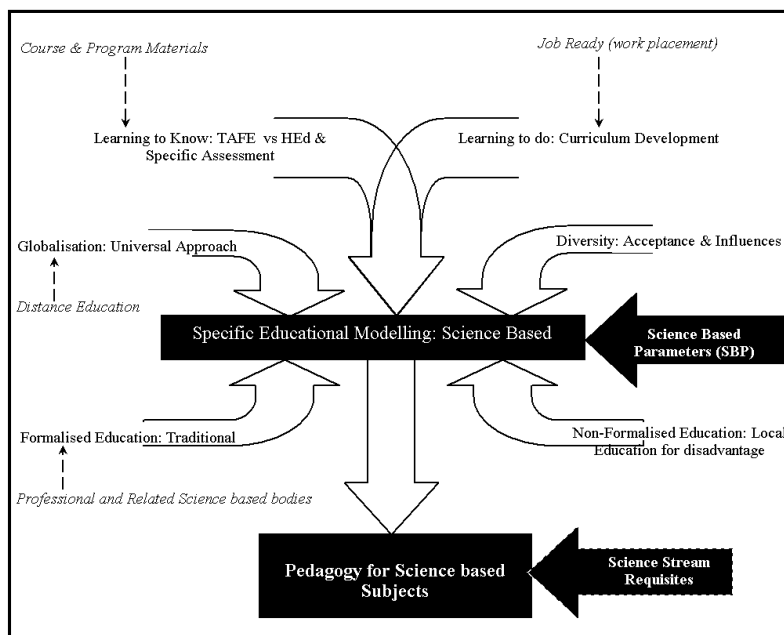 Course & Program Materials
Job Ready (work placement)
Learning to Know: TAFE vs HEd &
Specific Assessment
Learning to do: Curriculum Development
Globalisation: Universal Approach
Diversity: Acceptance & Influences
Distance Education
Specific Educational Modelling: Science Based
Science Based
Parameters (SBP)
Formalised Education: Traditional
Non-Formalised Education: Local
Education for disadvantage
Professional and Related Science based bodies
Pedagogy for Science based
Subjects
Science Stream
Requisites